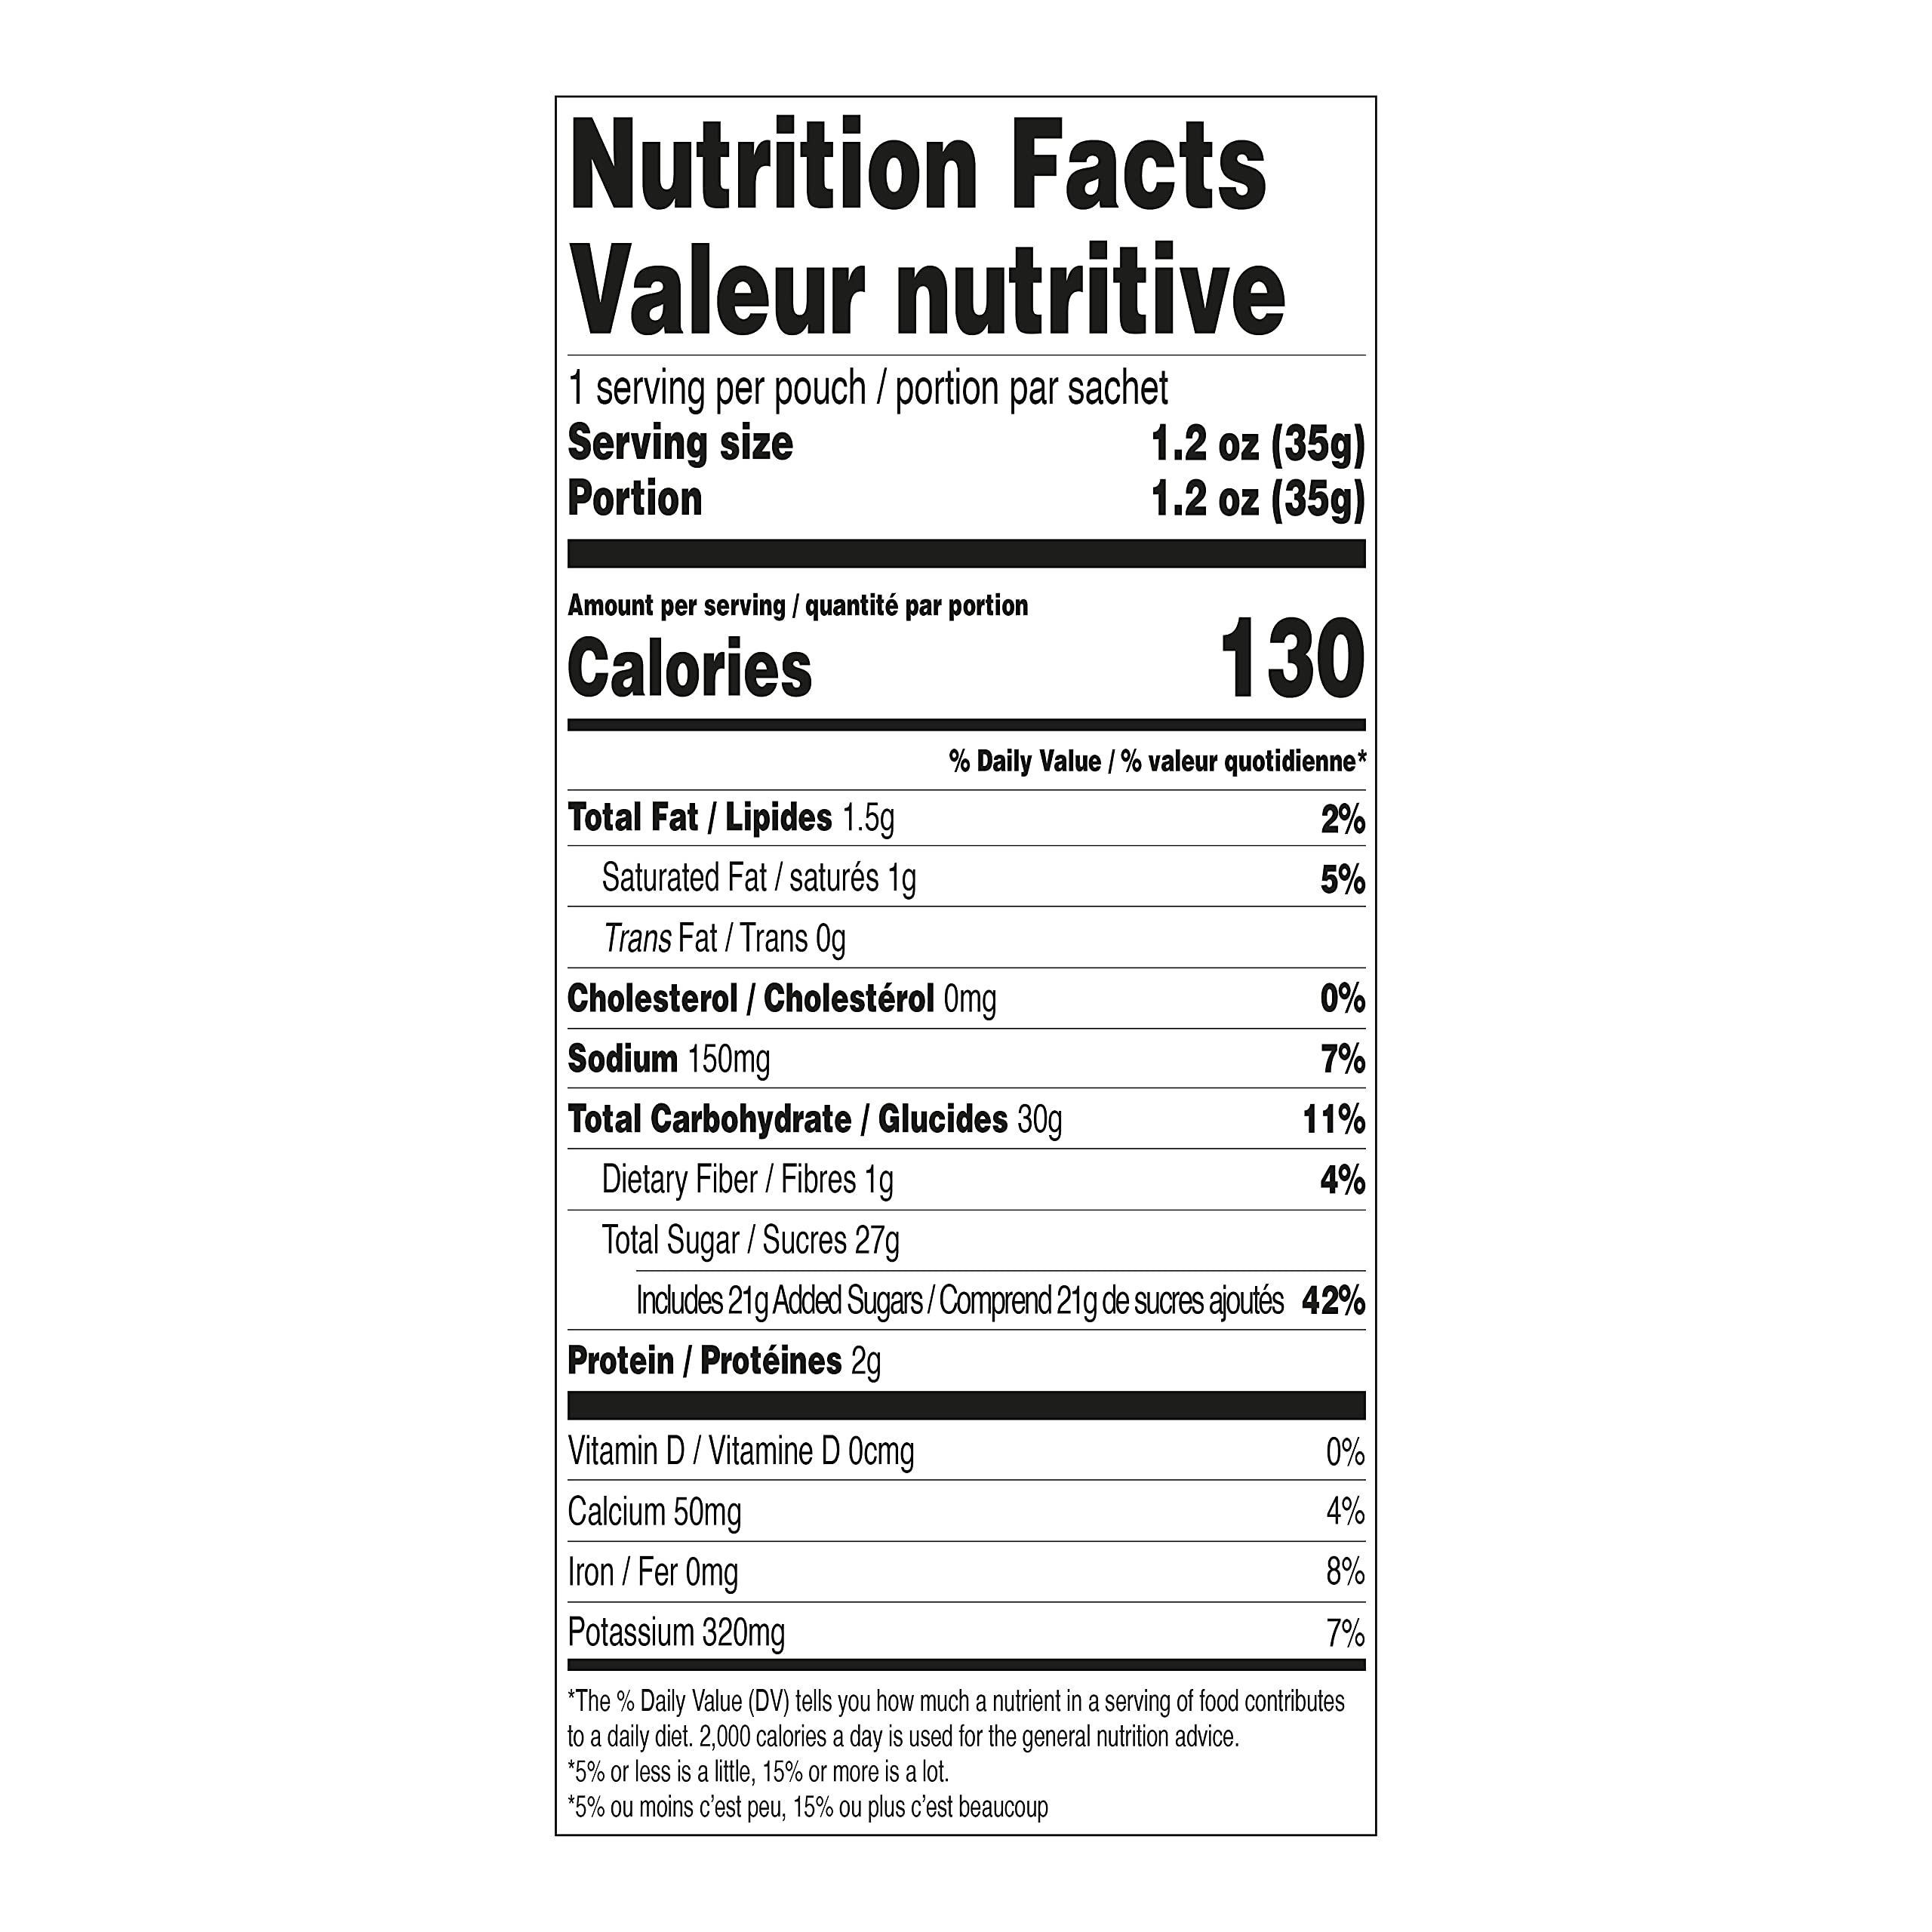 Nutrition Facts
Valeur nutritive
1 serving per pouch / portion par sachet
Serving size 1.2 oz (35g)
Portion 1.2 oz (35g)
Amount per serving / quantité par portion
Calories 130
% Daily Value / % valeur quotidienne*
Total Fat / Lipides 1.5g 2%
Saturated Fat / saturés 1g 5%
Trans Fat / Trans 0g
Cholesterol / Cholestérol 0mg 0%
Sodium 150mg 7%
Total Carbohydrate / Glucides 30g 11%
Dietary Fiber / Fibres 1g 4%
Total Sugar / Sucres 27g
Includes 21g Added Sugars / Comprend 21g de sucres ajoutés 42%
Protein / Protéines 2g
Vitamin D / Vitamine D 0cmg 0%
Calcium 50mg 4%
Iron / Fer 0mg 8%
Potassium 320mg 7%
*The % Daily Value (DV) tells you how much a nutrient in a serving of food contributes
to a daily diet. 2,000 calories a day is used for the general nutrition advice.
*5% or less is a little, 15% or more is a lot.
*5% ou moins c’est peu, 15% ou plus c’est beaucoup